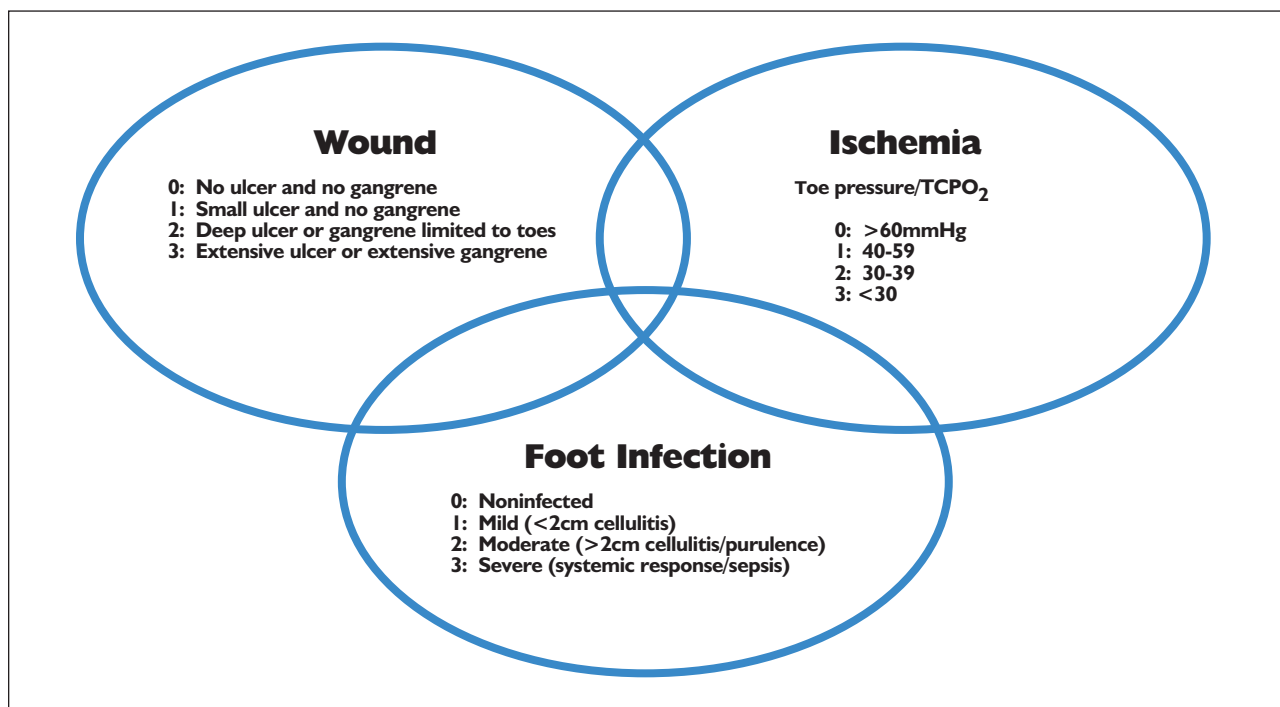 Wound
0: No ulcer and no gangrene
1: Small ulcer and no gangrene
2: Deep ulcer or gangrene limited to toes
3: Extensive ulcer or extensive gangrene
Ischemia
Toe pressure/TCPO₂
0: >60mmHg
1: 40-59
2: 30-39
3: <30
Foot Infection
0: Noninfected
1: Mild (<2cm cellulitis)
2: Moderate (>2cm cellulitis/purulence)
3: Severe (systemic response/sepsis)